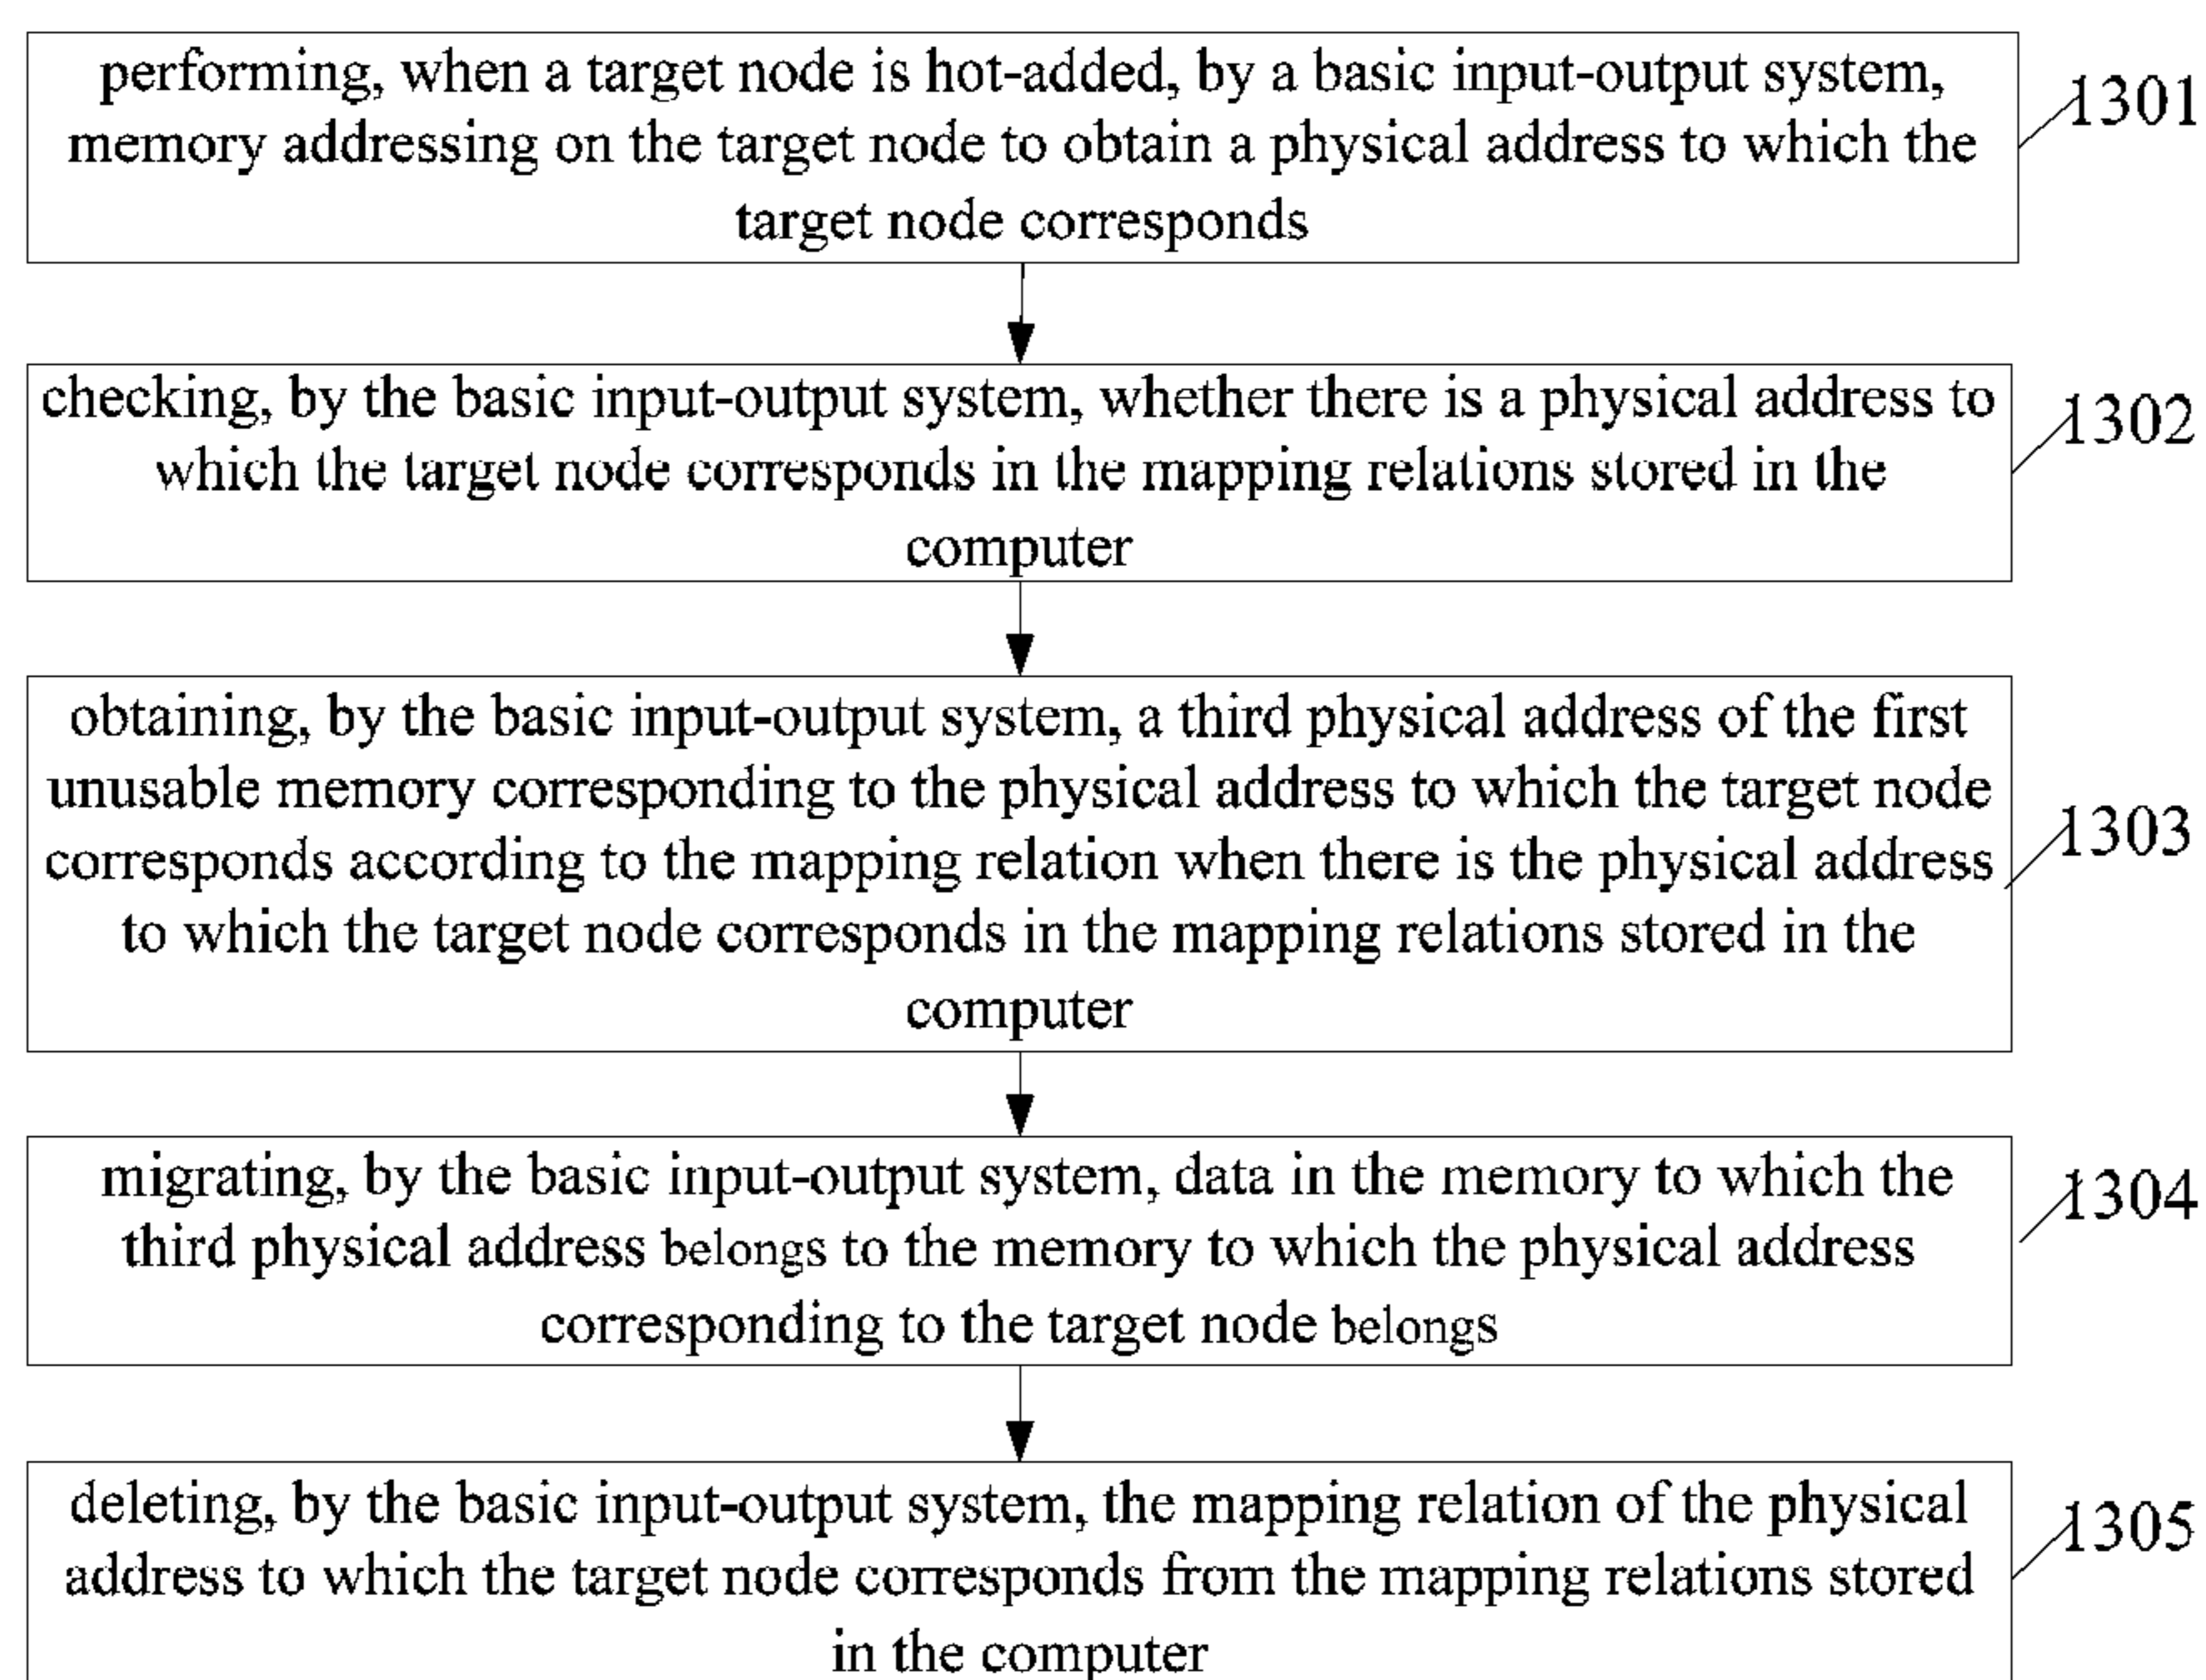 performing, when a target node is hot-added, by a basic input-output system,
memory addressing on the target node to obtain a physical address to which the
target node corresponds
1301
checking, by the basic input-output system, whether there is a physical address to
which the target node corresponds in the mapping relations stored in the
computer
1302
obtaining, by the basic input-output system, a third physical address of the first
unusable memory corresponding to the physical address to which the target node
corresponds according to the mapping relation when there is the physical address
to which the target node corresponds in the mapping relations stored in the
computer
1303
migrating, by the basic input-output system, data in the memory to which the
third physical address belongs to the memory to which the physical address
corresponding to the target node belongs
1304
deleting, by the basic input-output system, the mapping relation of the physical
address to which the target node corresponds from the mapping relations stored
in the computer
1305